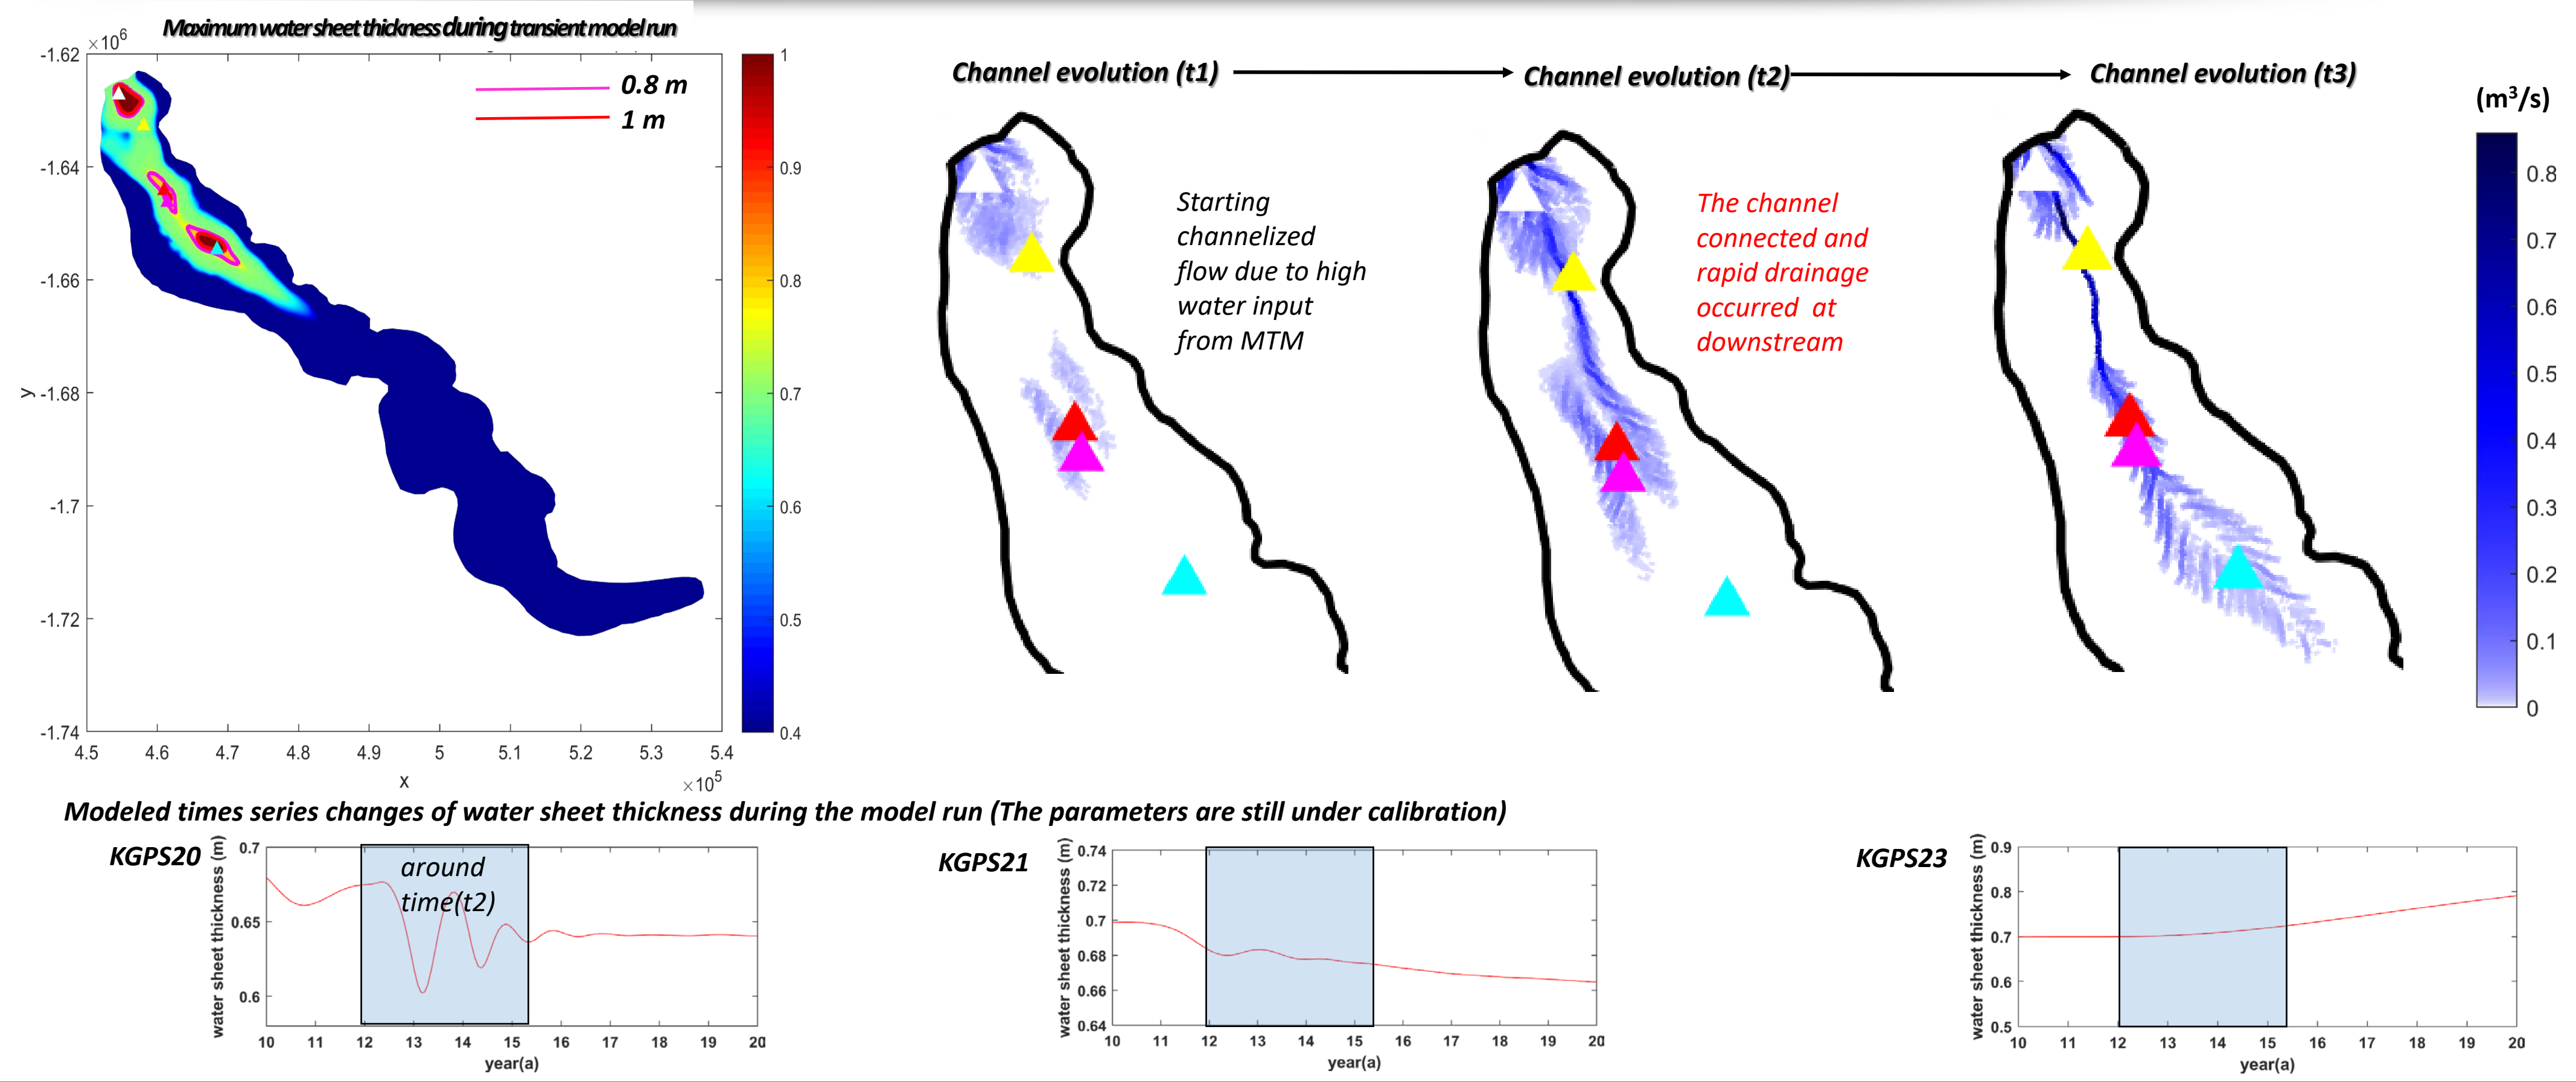 Maximum water sheet thickness during transient model run
×10⁶
-1.62
-1.64
-1.66
-1.68
-1.7
-1.72
-1.74
y
4.5 4.6 4.7 4.8 4.9 5 5.1 5.2 5.3 5.4
x
×10⁵
0.8 m
1 m
1
0.9
0.8
0.7
0.6
0.5
0.4
Channel evolution (t1)
Channel evolution (t2)
Channel evolution (t3)
Starting
channelized
flow due to high
water input
from MTM
The channel
connected and
rapid drainage
occurred at
downstream
(m³/s)
0.8
0.7
0.6
0.5
0.4
0.3
0.2
0.1
0
Modeled times series changes of water sheet thickness during the model run (The parameters are still under calibration)
KGPS20
water sheet thickness (m)
0.7
0.65
0.6
around
time(t2)
10 11 12 13 14 15 16 17 18 19 20
year(a)
KGPS21
water sheet thickness (m)
0.74
0.72
0.7
0.68
0.66
0.64
10 11 12 13 14 15 16 17 18 19 20
year(a)
KGPS23
water sheet thickness (m)
0.9
0.8
0.7
0.6
0.5
10 11 12 13 14 15 16 17 18 19 20
year(a)